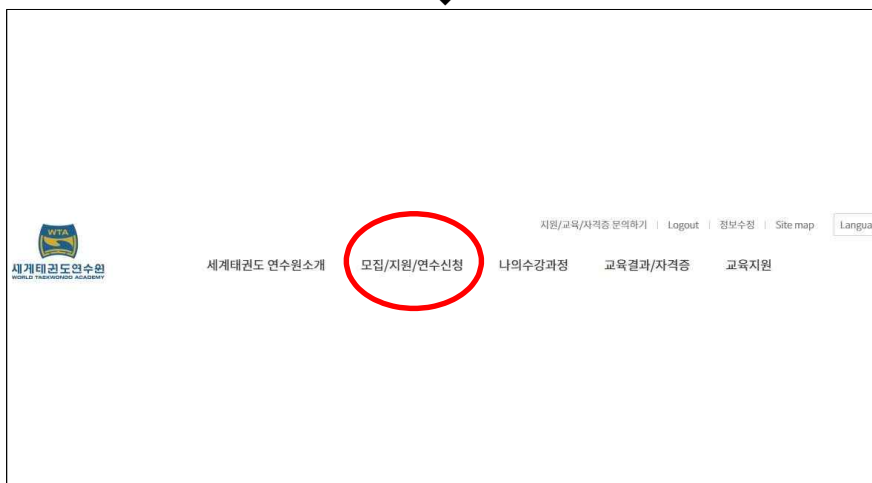 지원/교육/자격증 문의하기 | Logout | 정보수정 | Site map Langua
WTA
세계태권도연수원
WORLD TAEKWONDO ACADEMY
세계태권도 연수원소개 모집/지원/연수신청 나의수강과정 교육결과/자격증 교육지원